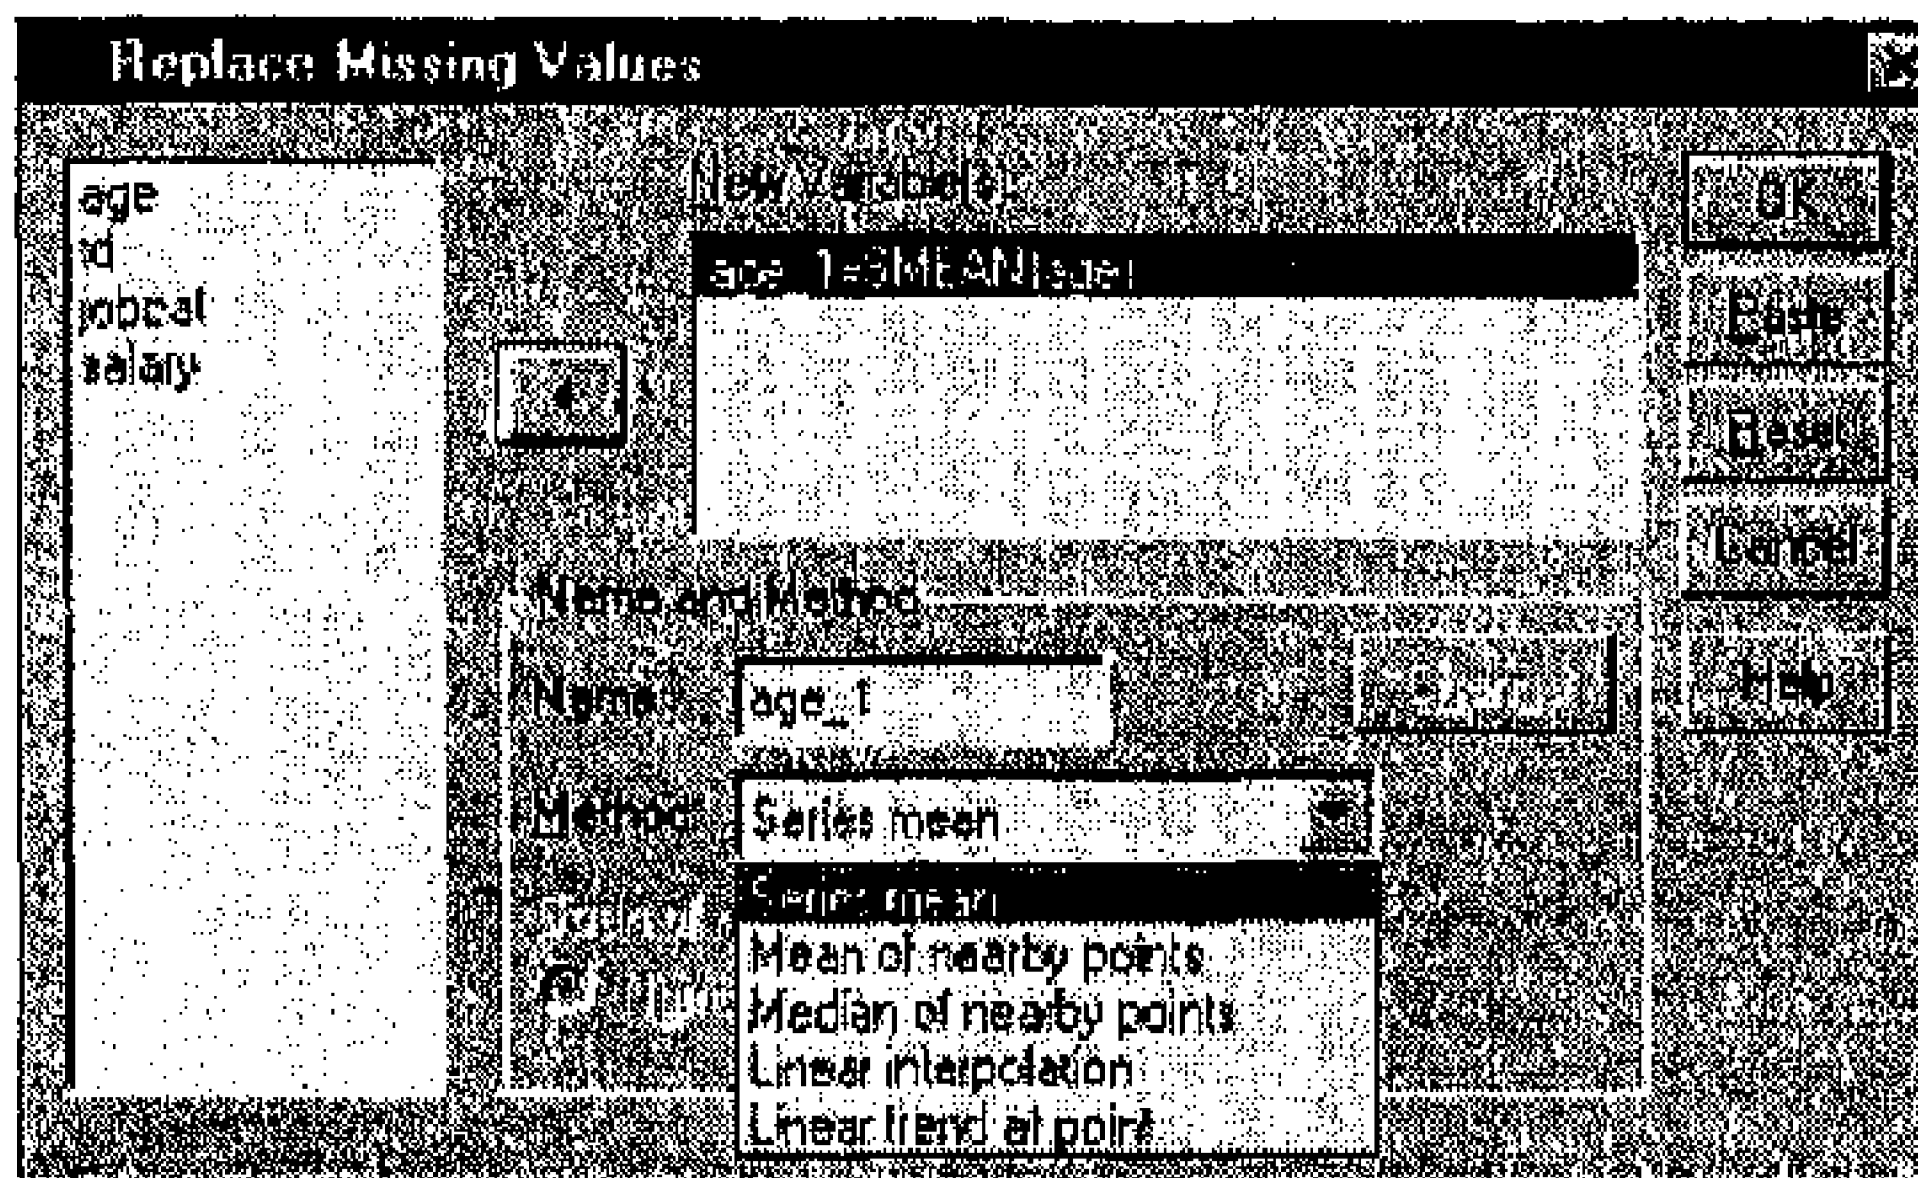 Replace Missing Values
age
id
jobcat
salary
New Variable(s):
age_1=SMEAN(age)
OK
Paste
Reset
Cancel
Help
Name and Method
Name:
age_1
Method:
Series mean
Series mean
Mean of nearby points
Median of nearby points
Linear interpolation
Linear trend at point